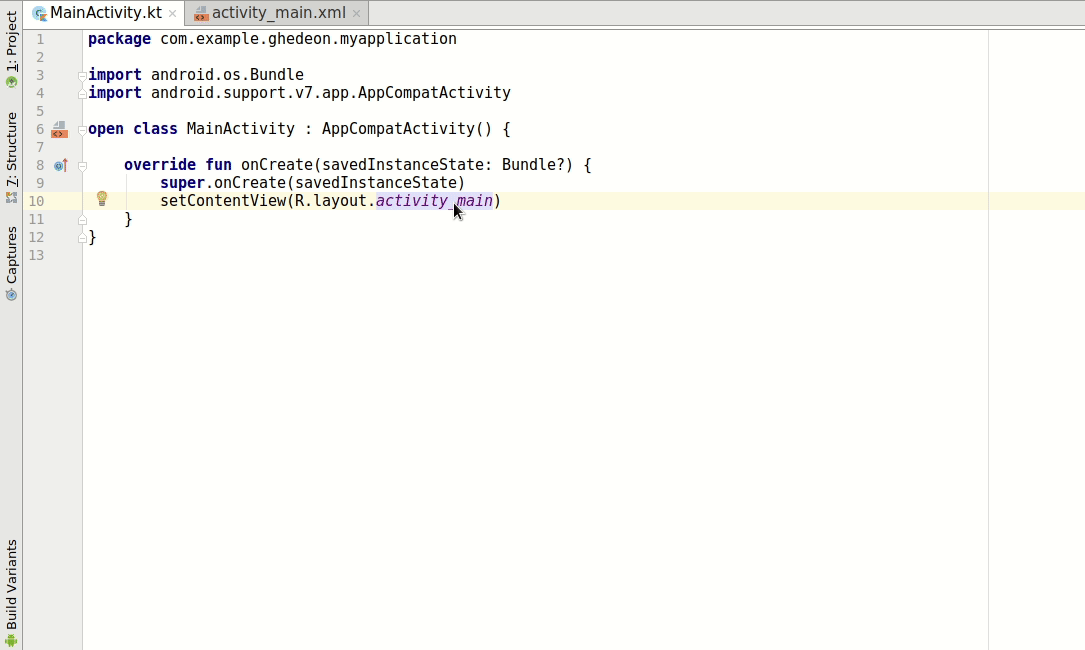 MainActivity.kt
activity_main.xml
1: Project
7: Structure
Captures
Build Variants
1 package com.example.ghedeon.myapplication
2
3 import android.os.Bundle
4 import android.support.v7.app.AppCompatActivity
5
6 open class MainActivity : AppCompatActivity() {
7
8 override fun onCreate(savedInstanceState: Bundle?) {
9 super.onCreate(savedInstanceState)
10 setContentView(R.layout.activity_main)
11 }
12 }
13